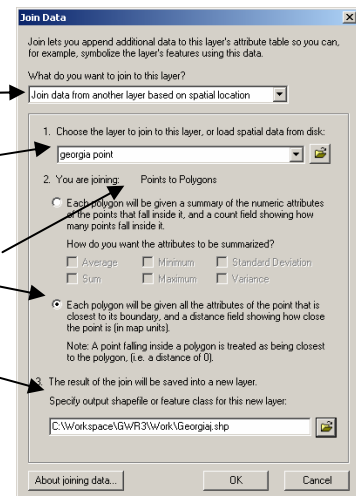 Join Data
Join lets you append additional data to this layer's attribute table so you can,
for example, symbolize the layer's features using this data.
What do you want to join to this layer?
Join data from another layer based on spatial location
1. Choose the layer to join to this layer, or load spatial data from disk:
georgia point
2. You are joining: Points to Polygons
Each polygon will be given a summary of the numeric attributes
of the points that fall inside it, and a count field showing how
many points fall inside it.
How do you want the attributes to be summarized?
Average Minimum Standard Deviation
Sum Maximum Variance
Each polygon will be given all the attributes of the point that is
closest to its boundary, and a distance field showing how close
the point is (in map units).
Note: A point falling inside a polygon is treated as being closest
to the polygon, (i.e. a distance of 0).
3. The result of the join will be saved into a new layer.
Specify output shapefile or feature class for this new layer:
C:\Workspace\GWR3\Work\Georgiaj.shp
About joining data... OK Cancel